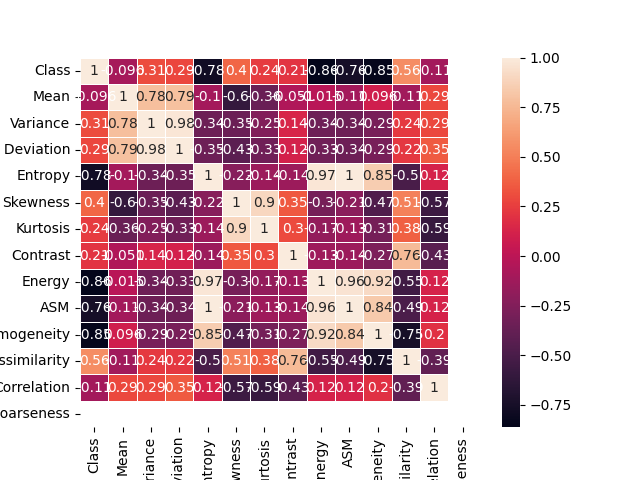 Class 1 -0.096 0.31 0.29 -0.78 0.4 0.24 0.21 -0.86 -0.76 -0.85 0.56 -0.11
Mean -0.096 1 0.78 0.79 -0.1 -0.6 -0.36 -0.051 -0.015 -0.11 0.096 -0.11 0.29
Variance 0.31 0.78 1 0.98 -0.34 -0.35 -0.25 0.14 -0.34 -0.34 -0.29 0.24 0.29
Deviation 0.29 0.79 0.98 1 -0.35 -0.43 -0.33 0.12 -0.33 -0.34 -0.29 0.22 0.35
Entropy -0.78 -0.1 -0.34 -0.35 1 -0.22 -0.14 -0.14 0.97 1 0.85 -0.5 -0.12
Skewness 0.4 -0.6 -0.35 -0.43 -0.22 1 0.9 0.35 -0.3 -0.21 -0.47 0.51 -0.57
Kurtosis 0.24 -0.36 -0.25 -0.33 -0.14 0.9 1 0.3 -0.17 -0.13 -0.31 0.38 -0.59
Contrast 0.21 -0.051 0.14 0.12 -0.14 0.35 0.3 1 -0.13 -0.14 -0.27 0.76 -0.43
Energy -0.86 -0.015 -0.34 -0.33 0.97 -0.3 -0.17 -0.13 1 0.96 0.92 -0.55 -0.12
ASM -0.76 -0.11 -0.34 -0.34 1 -0.21 -0.13 -0.14 0.96 1 0.84 -0.49 -0.12
mogeneity -0.85 0.096 -0.29 -0.29 0.85 -0.47 -0.31 -0.27 0.92 0.84 1 -0.75 -0.2
ssimilarity 0.56 -0.11 0.24 0.22 -0.5 0.51 0.38 0.76 -0.55 -0.49 -0.75 1 -0.39
Correlation -0.11 0.29 0.29 0.35 -0.12 -0.57 -0.59 -0.43 -0.12 -0.12 -0.2 -0.39 1
oarseness
Class Mean riance viation ntropy wness urtosis ntrast nergy ASM eneity ilarity elation eness
1.00
0.75
0.50
0.25
0.00
−0.25
−0.50
−0.75